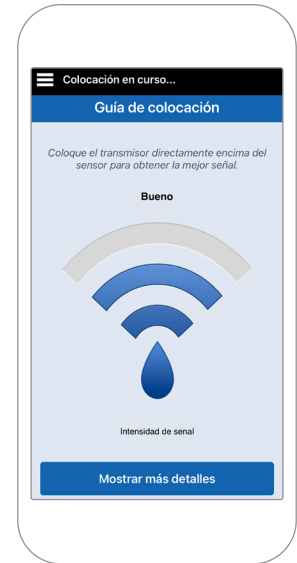 Colocación en curso...
Guía de colocación
Coloque el transmisor directamente encima del
sensor para obtener la mejor señal.
Bueno
Intensidad de senal
Mostrar más detalles